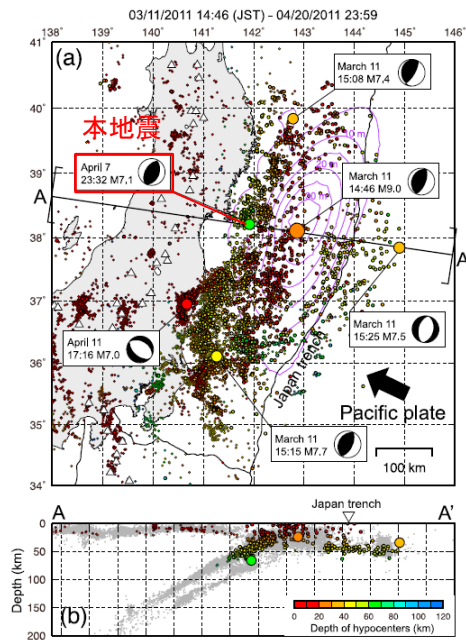 03/11/2011 14:46 (JST) - 04/20/2011 23:59
138° 139° 140° 141° 142° 143° 144° 145° 146°
41°
(a)
March 11
15:08 M7.4
40°
本地震
10 m
39°
April 7
23:32 M7.1
March 11
14:46 M9.0
A
38°
A'
37°
April 11
17:16 M7.0
March 11
15:25 M7.5
36°
Japan trench
Pacific plate
35°
March 11
15:15 M7.7
100 km
34°
Japan trench
A
A'
Depth (km)
0
50
100
150
200
(b)
0 20 40 60 80 100 120
Depth of hypocenters (km)